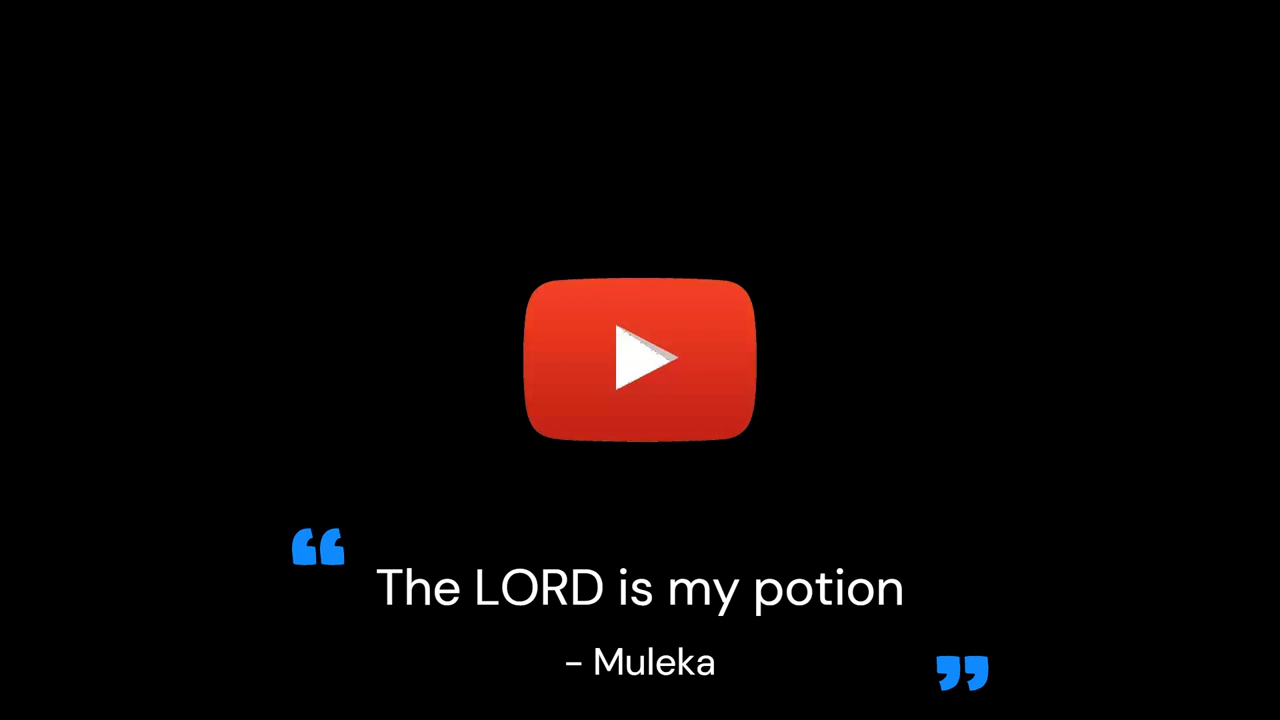 “
The LORD is my potion
- Muleka
”